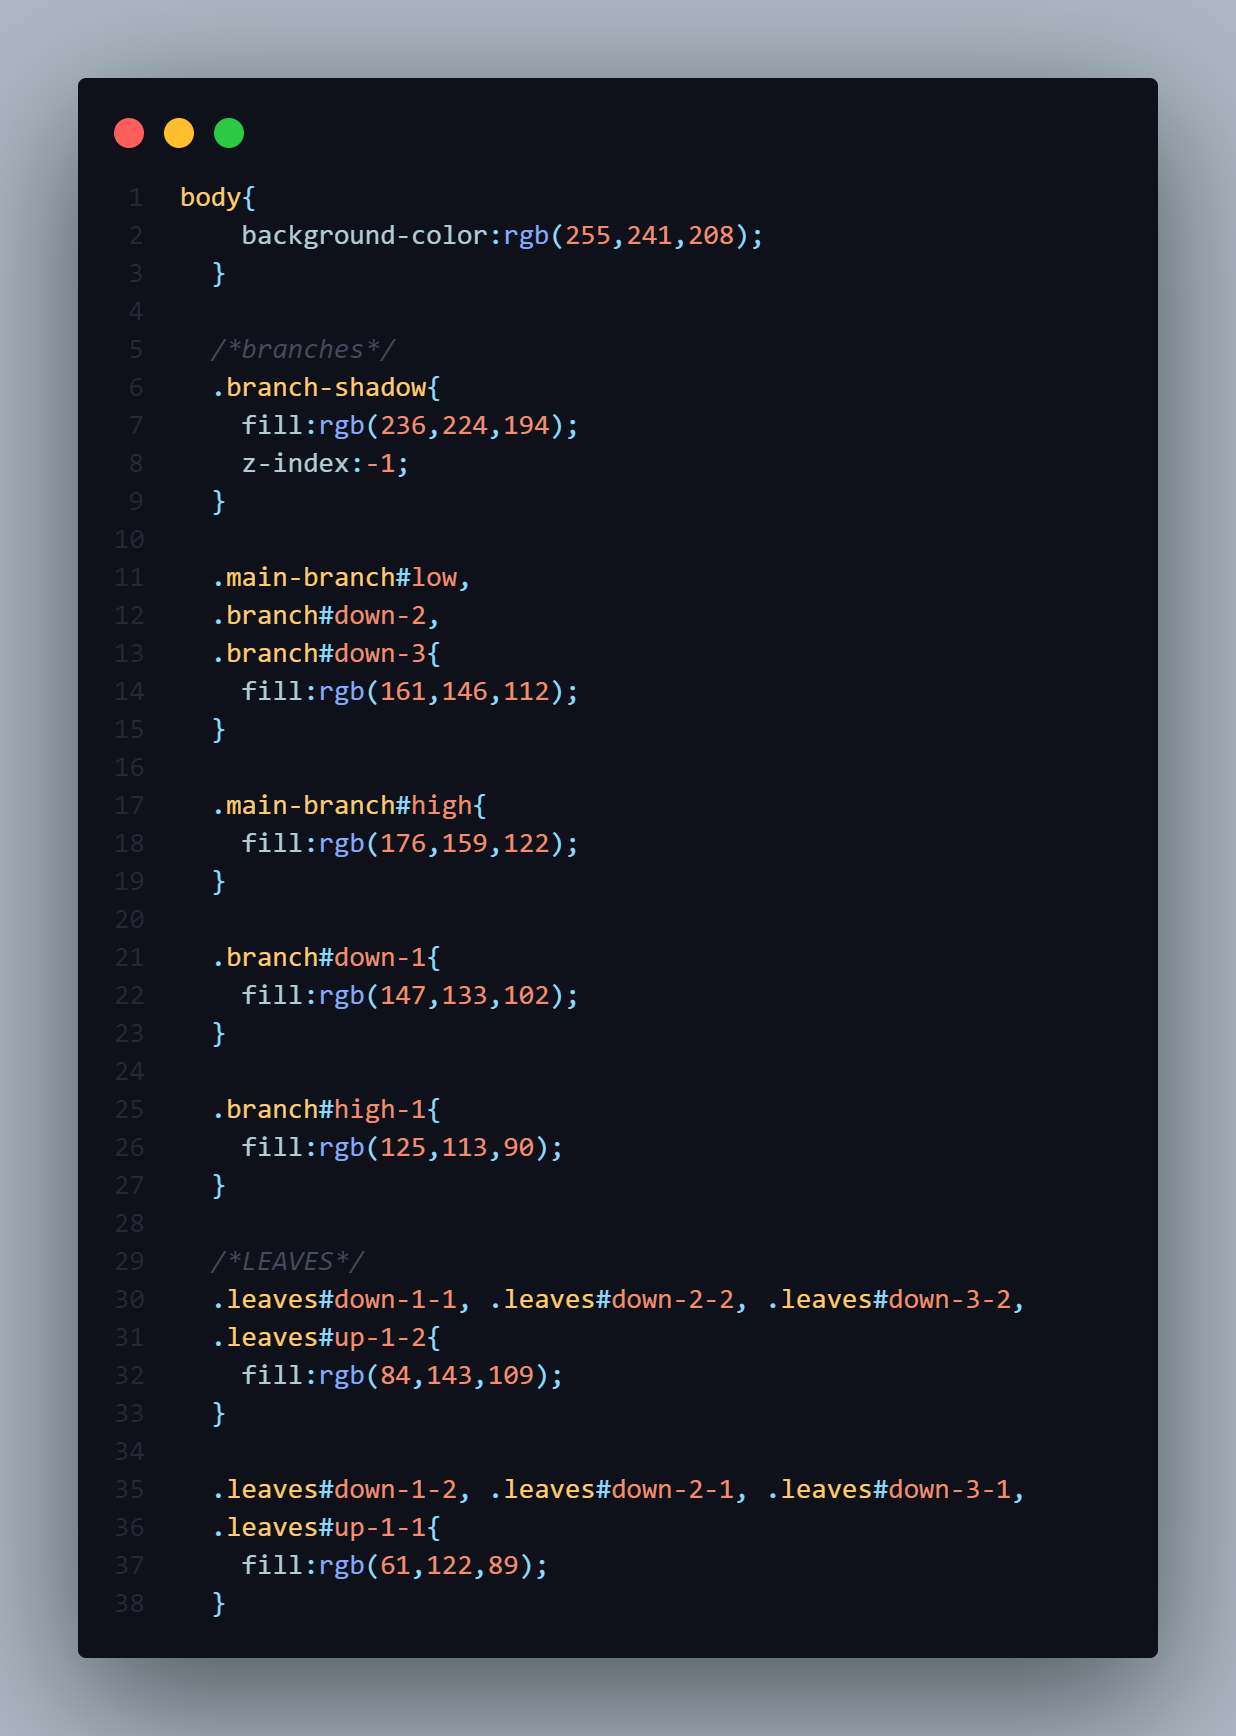 1 body{
2     background-color:rgb(255,241,208);
3   }
4
5   /*branches*/
6   .branch-shadow{
7     fill:rgb(236,224,194);
8     z-index:-1;
9   }
10
11   .main-branch#low,
12   .branch#down-2,
13   .branch#down-3{
14     fill:rgb(161,146,112);
15   }
16
17   .main-branch#high{
18     fill:rgb(176,159,122);
19   }
20
21   .branch#down-1{
22     fill:rgb(147,133,102);
23   }
24
25   .branch#high-1{
26     fill:rgb(125,113,90);
27   }
28
29   /*LEAVES*/
30   .leaves#down-1-1, .leaves#down-2-2, .leaves#down-3-2,
31   .leaves#up-1-2{
32     fill:rgb(84,143,109);
33   }
34
35   .leaves#down-1-2, .leaves#down-2-1, .leaves#down-3-1,
36   .leaves#up-1-1{
37     fill:rgb(61,122,89);
38   }